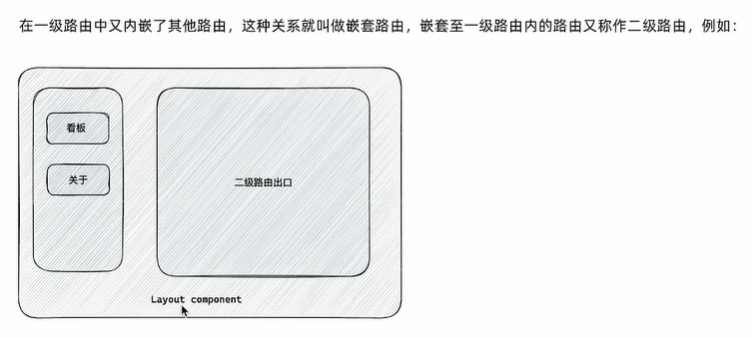 在一级路由中又内嵌了其他路由，这种关系就叫做嵌套路由，嵌套至一级路由内的路由又称作二级路由，例如：
看板
关于
二级路由出口
Layout component